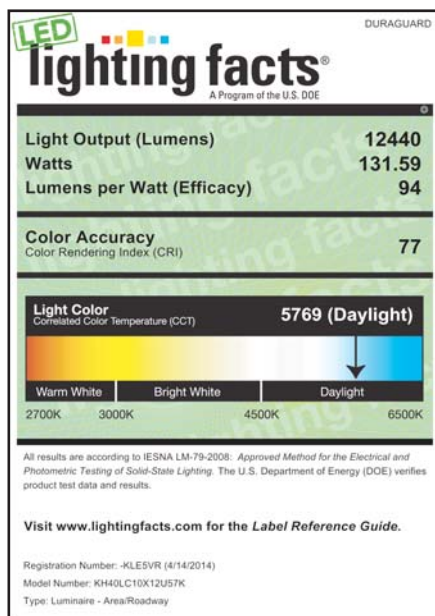 DURAGUARD
LED
lighting facts®
A Program of the U.S. DOE
Light Output (Lumens) 12440
Watts 131.59
Lumens per Watt (Efficacy) 94
Color Accuracy
Color Rendering Index (CRI) 77
Light Color
Correlated Color Temperature (CCT) 5769 (Daylight)
Warm White Bright White Daylight
2700K 3000K 4500K 6500K
All results are according to IESNA LM-79-2008: Approved Method for the Electrical and
Photometric Testing of Solid-State Lighting. The U.S. Department of Energy (DOE) verifies
product test data and results.
Visit www.lightingfacts.com for the Label Reference Guide.
Registration Number: -KLE5VR (4/14/2014)
Model Number: KH40LC10X12U57K
Type: Luminaire - Area/Roadway